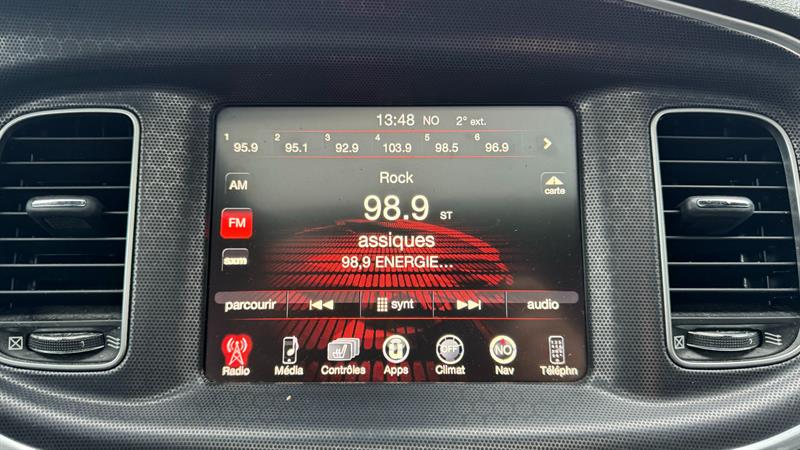 13:48 NO 2° ext.
1 95.9 2 95.1 3 92.9 4 103.9 5 98.5 6 96.9
AM
Rock
carte
98.9 ST
FM
assiques
98,9 ENERGIE...
sxm
parcourir synt audio
OFF NO
Radio Média Contrôles Apps Climat Nav Téléphn